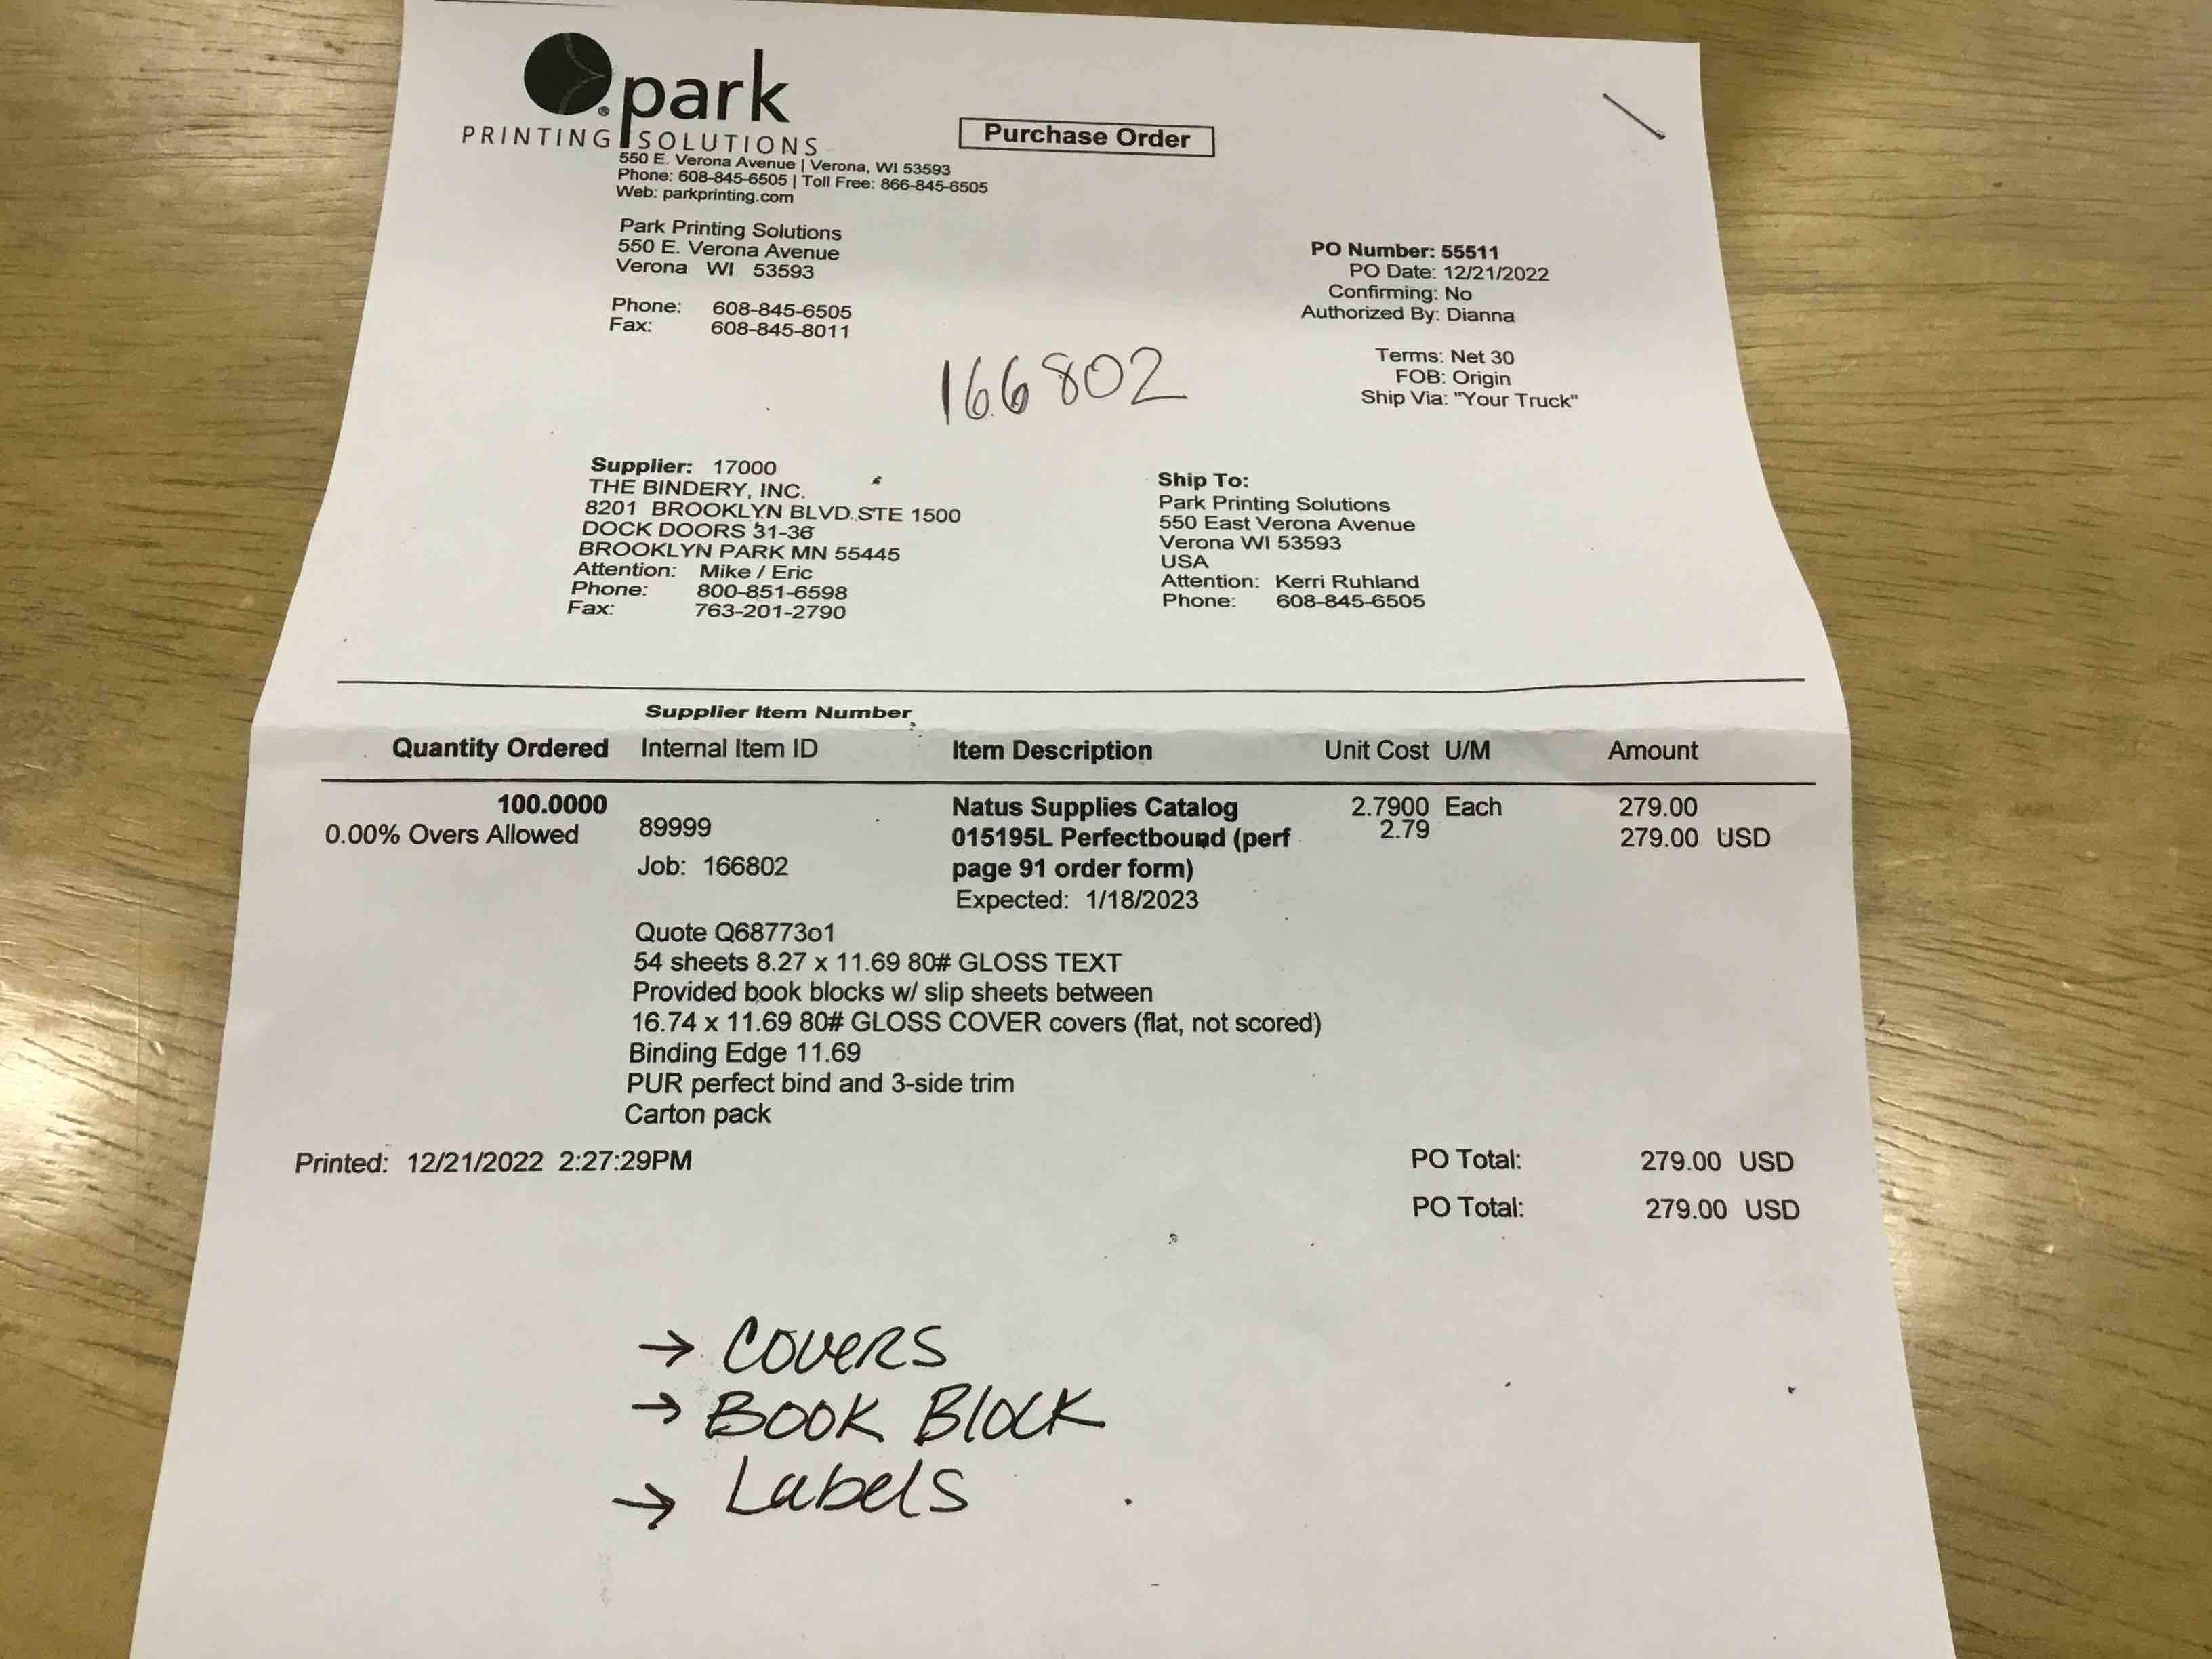 park
PRINTING SOLUTIONS
550 E. Verona Avenue | Verona, WI 53593
Phone: 608-845-6505 | Toll Free: 866-845-6505
Web: parkprinting.com
Purchase Order
Park Printing Solutions
550 E. Verona Avenue
Verona WI 53593
Phone: 608-845-6505
Fax: 608-845-8011
PO Number: 55511
PO Date: 12/21/2022
Confirming: No
Authorized By: Dianna
Terms: Net 30
FOB: Origin
Ship Via: "Your Truck"
166802
Supplier: 17000
THE BINDERY, INC.
8201 BROOKLYN BLVD. STE 1500
DOCK DOORS 31-36
BROOKLYN PARK MN 55445
Attention: Mike / Eric
Phone: 800-851-6598
Fax: 763-201-2790
Ship To:
Park Printing Solutions
550 East Verona Avenue
Verona WI 53593
USA
Attention: Kerri Ruhland
Phone: 608-845-6505
Supplier Item Number
Quantity Ordered Internal Item ID Item Description Unit Cost U/M Amount
100.0000 Natus Supplies Catalog 2.7900 Each 279.00
0.00% Overs Allowed 89999 015195L Perfectbound (perf 2.79 279.00 USD
Job: 166802 page 91 order form)
Expected: 1/18/2023
Quote Q68773o1
54 sheets 8.27 x 11.69 80# GLOSS TEXT
Provided book blocks w/ slip sheets between
16.74 x 11.69 80# GLOSS COVER covers (flat, not scored)
Binding Edge 11.69
PUR perfect bind and 3-side trim
Carton pack
Printed: 12/21/2022 2:27:29PM PO Total: 279.00 USD
PO Total: 279.00 USD
→ COVERS
→ BOOK BLOCK
→ Labels